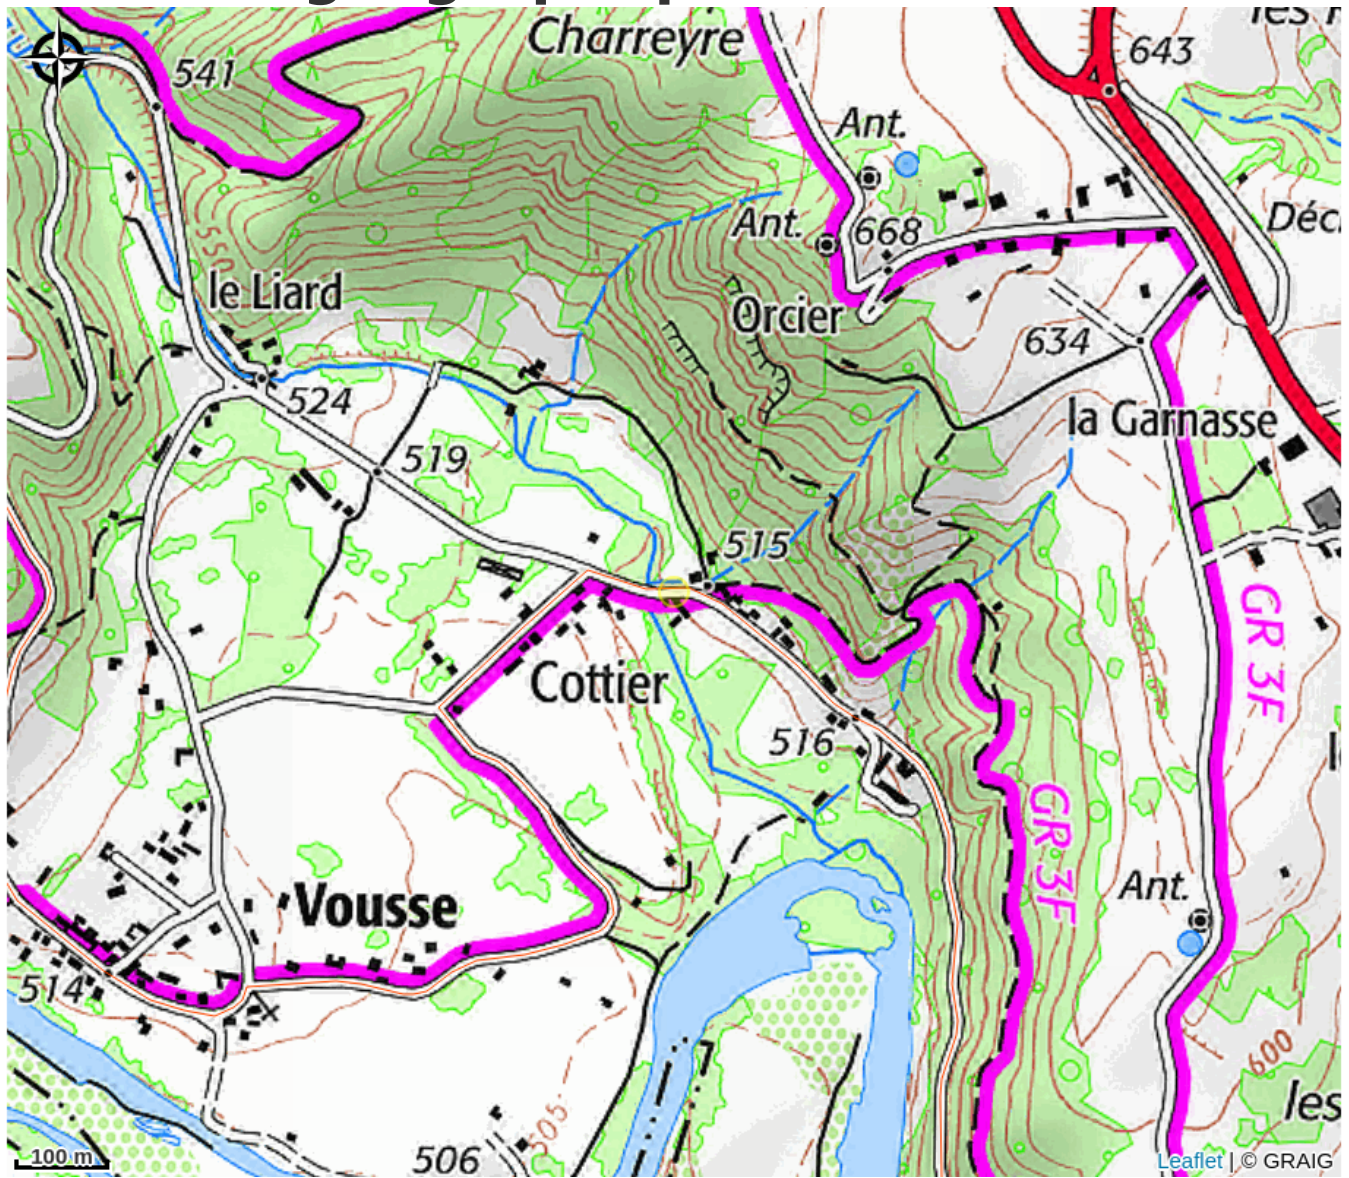 Charreyre
643
541
Ant.
Ant.
668
Déc
550
le Liard
Orcier
634
524
la Garnasse
519
515
GR 3F
Cottier
516
GR 3F
Ant.
Vousse
514
600
les
505
506
100 m
Leaflet | © GRAIG